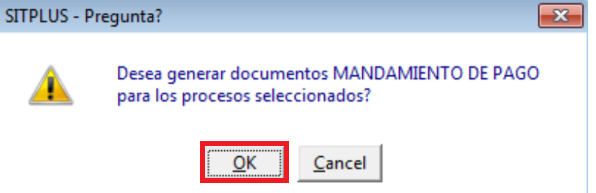 SITPLUS - Pregunta?
Desea generar documentos MANDAMIENTO DE PAGO
para los procesos seleccionados?
OK
Cancel